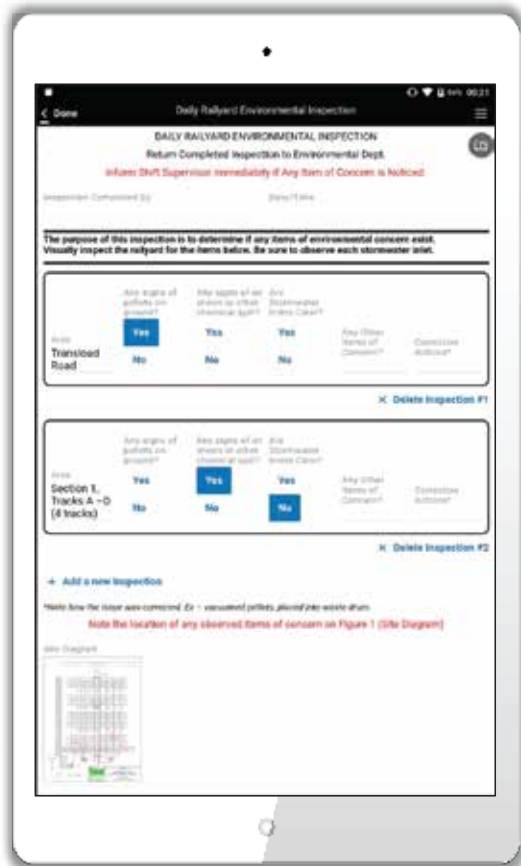 00:21
Done
Daily Railyard Environmental Inspection
DAILY RAILYARD ENVIRONMENTAL INSPECTION
Return Completed Inspection to Environmental Dept.
Inform Shift Supervisor Immediately if Any Item of Concern is Noticed
Inspection Completed By
Date/Time
The purpose of this inspection is to determine if any items of environmental concern exist.
Visually inspect the railyard for the items below. Be sure to observe each stormwater inlet.
Any signs of pellets on ground?
Any signs of oil sheen or other chemical spill?
Are Stormwater Inlets Clear?
Yes
Yes
Yes
Area
Transload Road
No
No
No
Any Other Items of Concern?
Corrective Actions*
× Delete Inspection #1
Any signs of pellets on ground?
Any signs of oil sheen or other chemical spill?
Are Stormwater Inlets Clear?
Yes
Yes
Yes
Area
Section 1, Tracks A –D (4 tracks)
No
No
Any Other Items of Concern?
Corrective Actions*
× Delete Inspection #2
+ Add a new Inspection
*Note how the issue was corrected. Ex – vacuumed pellets, placed into waste drum.
Note the location of any observed items of concern on Figure 1 (Site Diagram)
Site Diagram